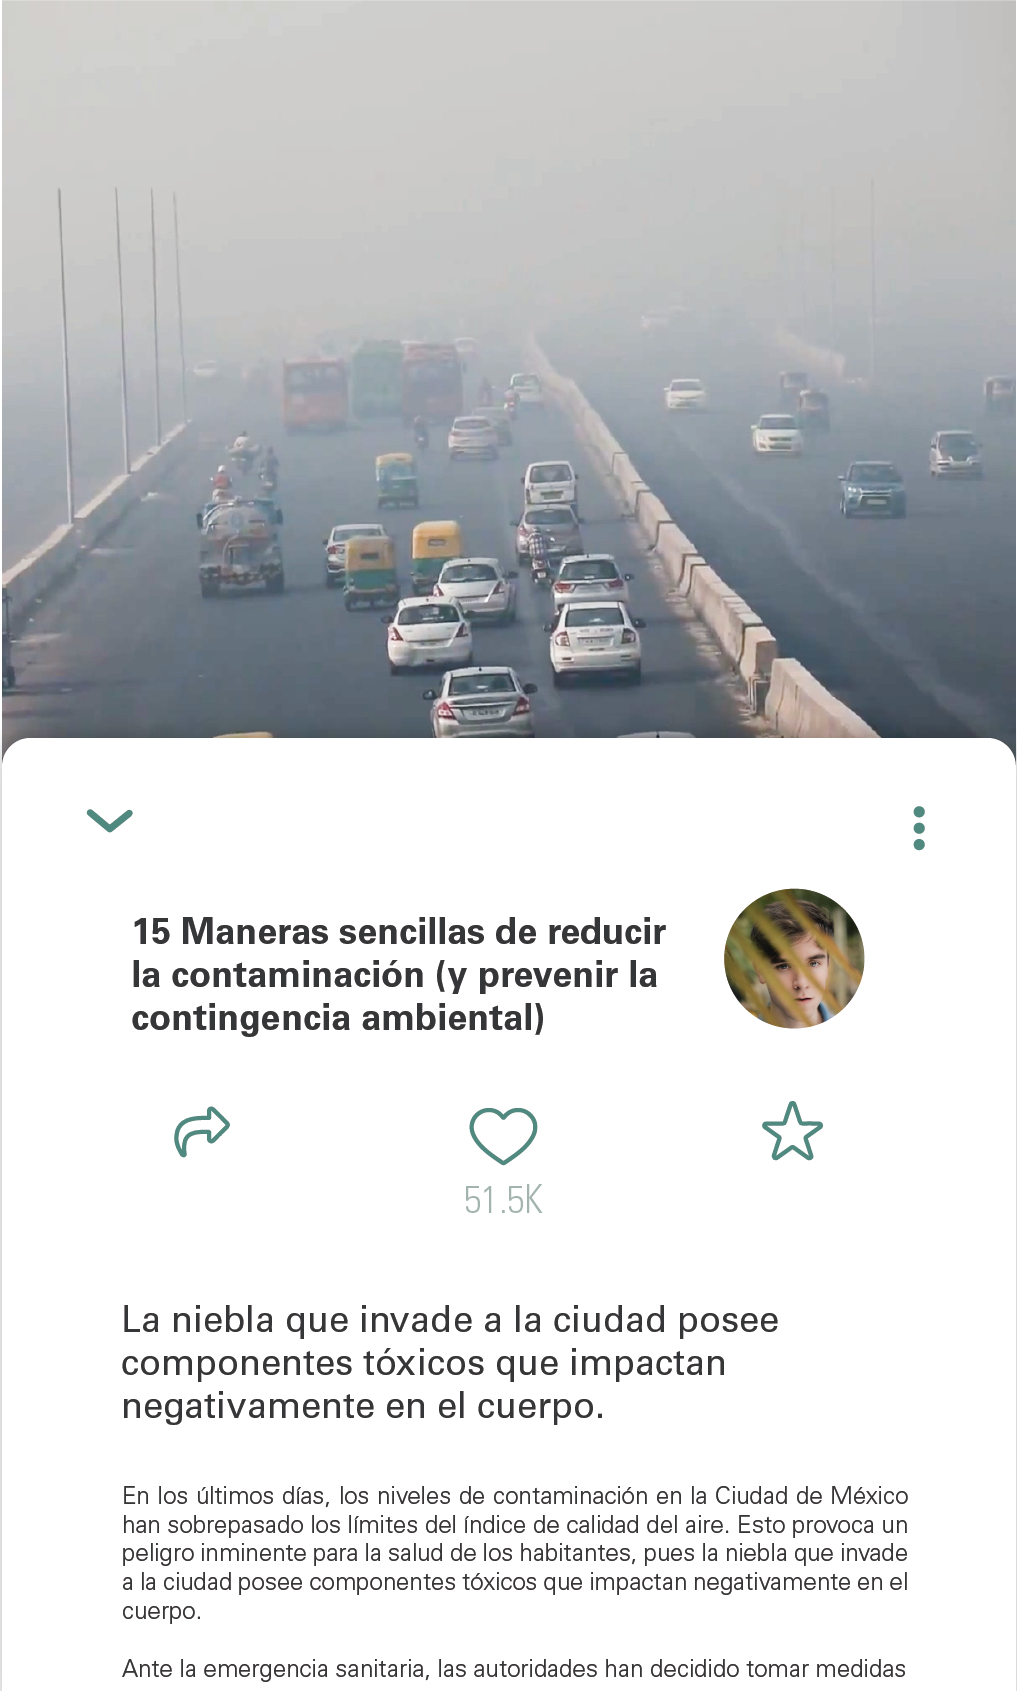 15 Maneras sencillas de reducir
la contaminación (y prevenir la
contingencia ambiental)
51.5K
La niebla que invade a la ciudad posee
componentes tóxicos que impactan
negativamente en el cuerpo.
En los últimos días, los niveles de contaminación en la Ciudad de México
han sobrepasado los límites del índice de calidad del aire. Esto provoca un
peligro inminente para la salud de los habitantes, pues la niebla que invade
a la ciudad posee componentes tóxicos que impactan negativamente en el
cuerpo.
Ante la emergencia sanitaria, las autoridades han decidido tomar medidas